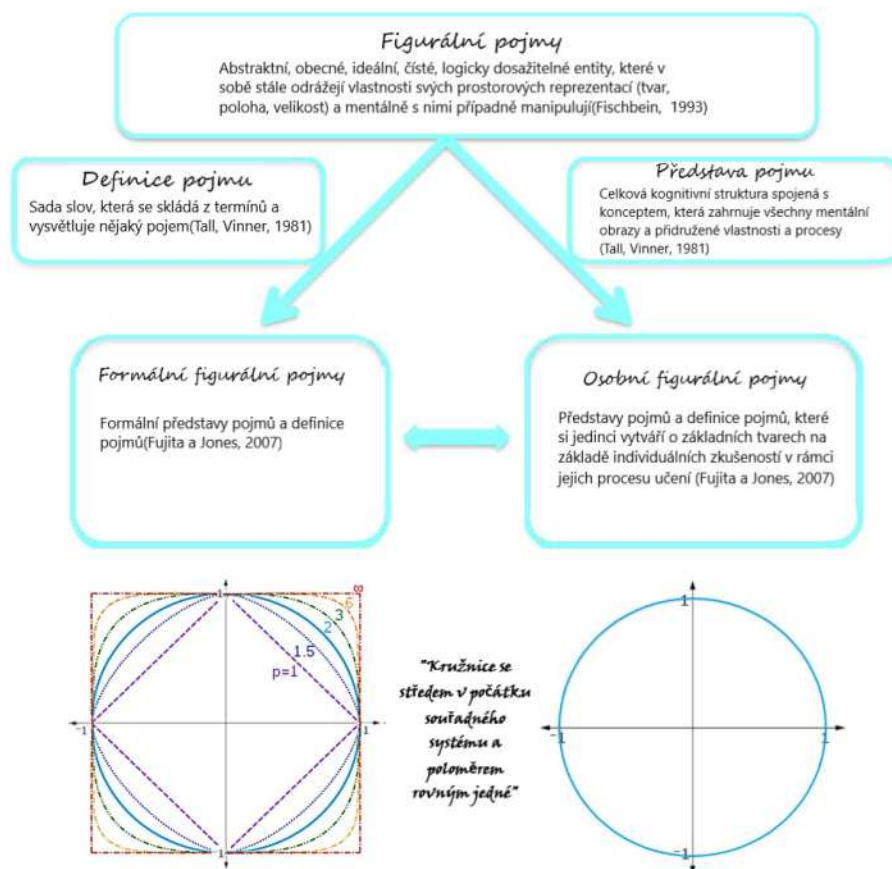 Figurální pojmy
Abstraktní, obecné, ideální, čisté, logicky dosažitelné entity, které v
sobě stále odrážejí vlastnosti svých prostorových reprezentací (tvar,
poloha, velikost) a mentálně s nimi případně manipulují(Fischbein, 1993)
Definice pojmu
Sada slov, která se skládá z termínů a
vysvětluje nějaký pojem(Tall, Vinner, 1981)
Představa pojmu
Celková kognitivní struktura spojená s
konceptem, která zahrnuje všechny mentální
obrazy a přidružené vlastnosti a procesy
(Tall, Vinner, 1981)
Formální figurální pojmy
Formální představy pojmů a definice
pojmů(Fujita a Jones, 2007)
Osobní figurální pojmy
Představy pojmů a definice pojmů, které
si jedinci vytváří o základních tvarech na
základě individuálních zkušeností v rámci
jejich procesu učení (Fujita a Jones, 2007)
∞
6
3
2
1.5
p=1
1
-1
1
-1
"Kružnice se
středem v počátku
souřadného
systému a
poloměrem
rovným jedné"
1
-1
1
-1